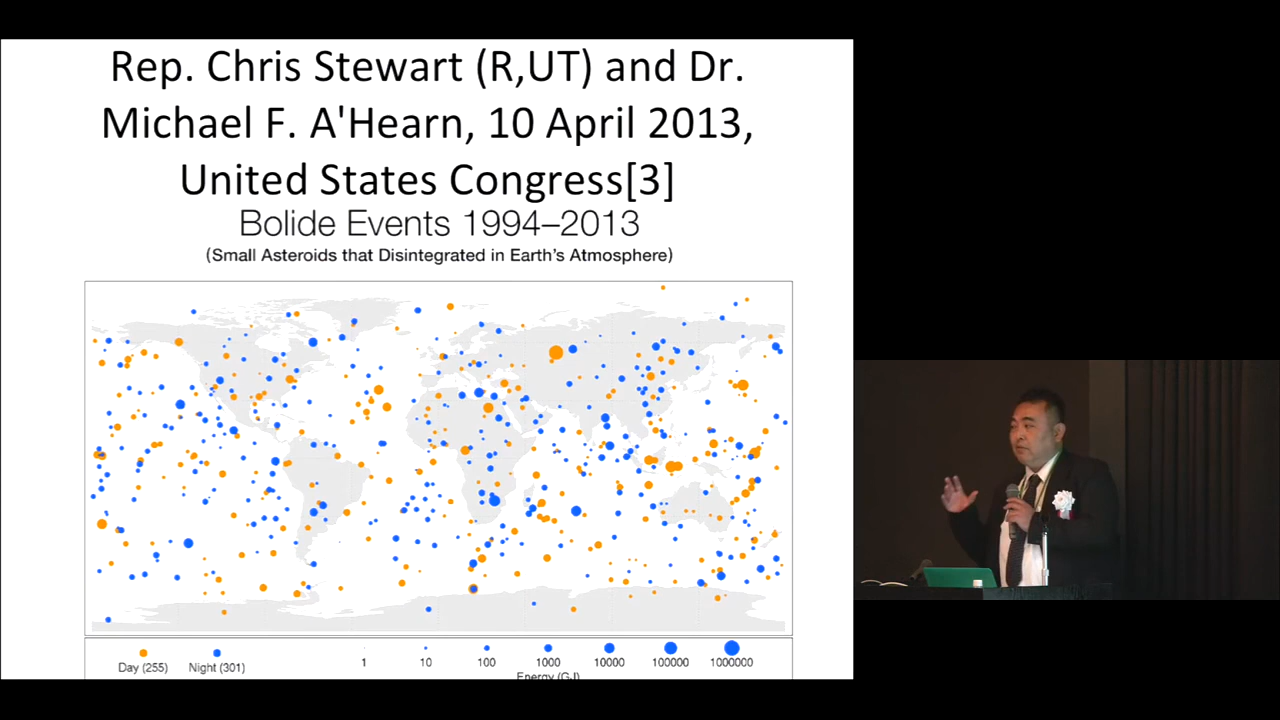 Rep. Chris Stewart (R,UT) and Dr.
Michael F. A'Hearn, 10 April 2013,
United States Congress[3]
Bolide Events 1994–2013
(Small Asteroids that Disintegrated in Earth's Atmosphere)
Day (255) Night (301) 1 10 100 1000 10000 100000 1000000
Energy (GJ)